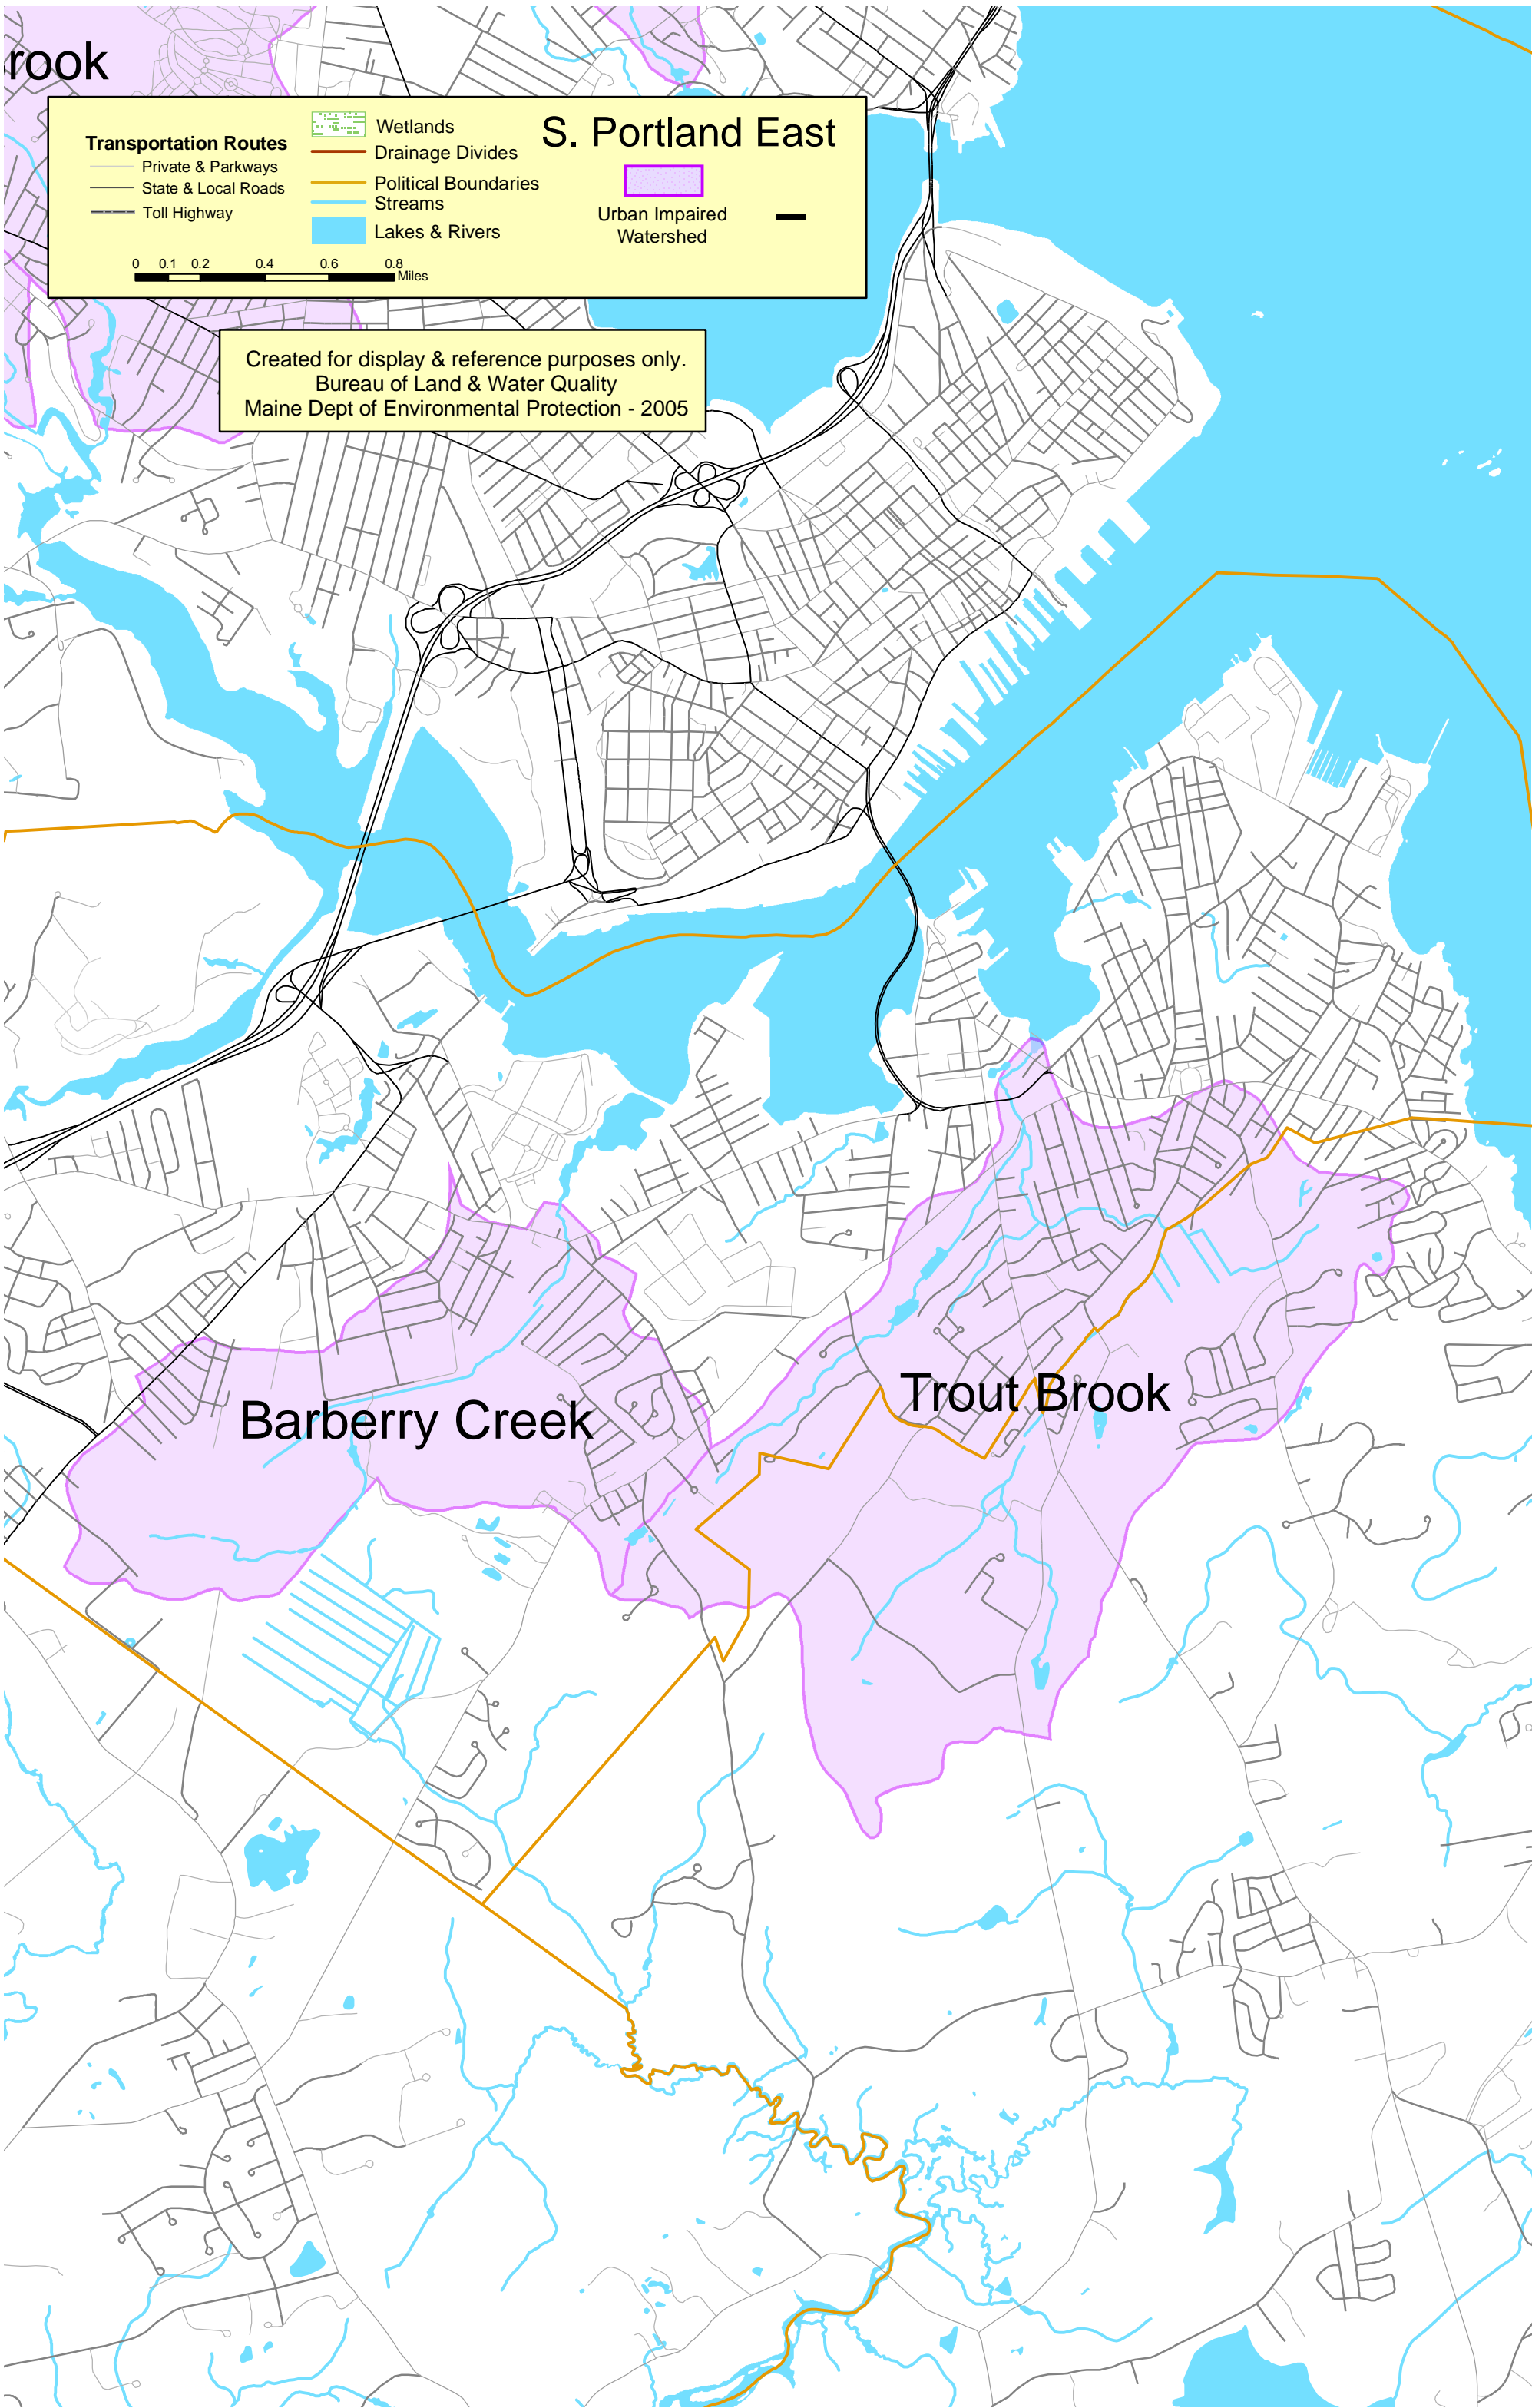 rook
S. Portland East
Transportation Routes
Private & Parkways
State & Local Roads
Toll Highway
Wetlands
Drainage Divides
Political Boundaries
Streams
Lakes & Rivers
Urban Impaired
Watershed
0 0.1 0.2 0.4 0.6 0.8
Miles
Created for display & reference purposes only.
Bureau of Land & Water Quality
Maine Dept of Environmental Protection - 2005
Trout Brook
Barberry Creek